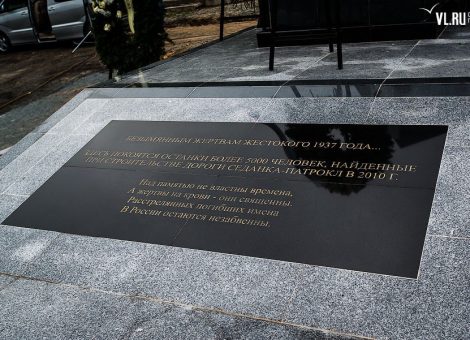 VL.RU
БЕЗЫМЯННЫМ ЖЕРТВАМ ЖЕСТОКОГО 1937 ГОДА...
ЗДЕСЬ ПОКОЯТСЯ ОСТАНКИ БОЛЕЕ 5000 ЧЕЛОВЕК, НАЙДЕННЫЕ
ПРИ СТРОИТЕЛЬСТВЕ ДОРОГИ СЕДАНКА-ПАТРОКЛ В 2010 Г.
Над памятью не властны времена,
А жертвы на крови - они священны.
Расстрелянных погибших имена
В России остаются незабвенны.